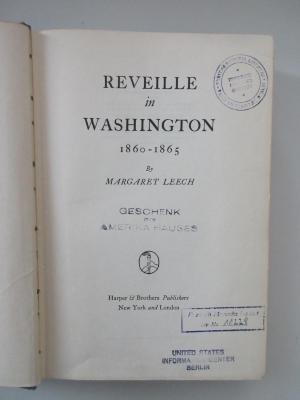 REVEILLE
in
WASHINGTON
1860-1865
By
MARGARET LEECH
GESCHENK
DES
AMERIKA HAUSES
Harper & Brothers Publishers
New York and London
UNITED STATES
INFORMATION CENTER
BERLIN